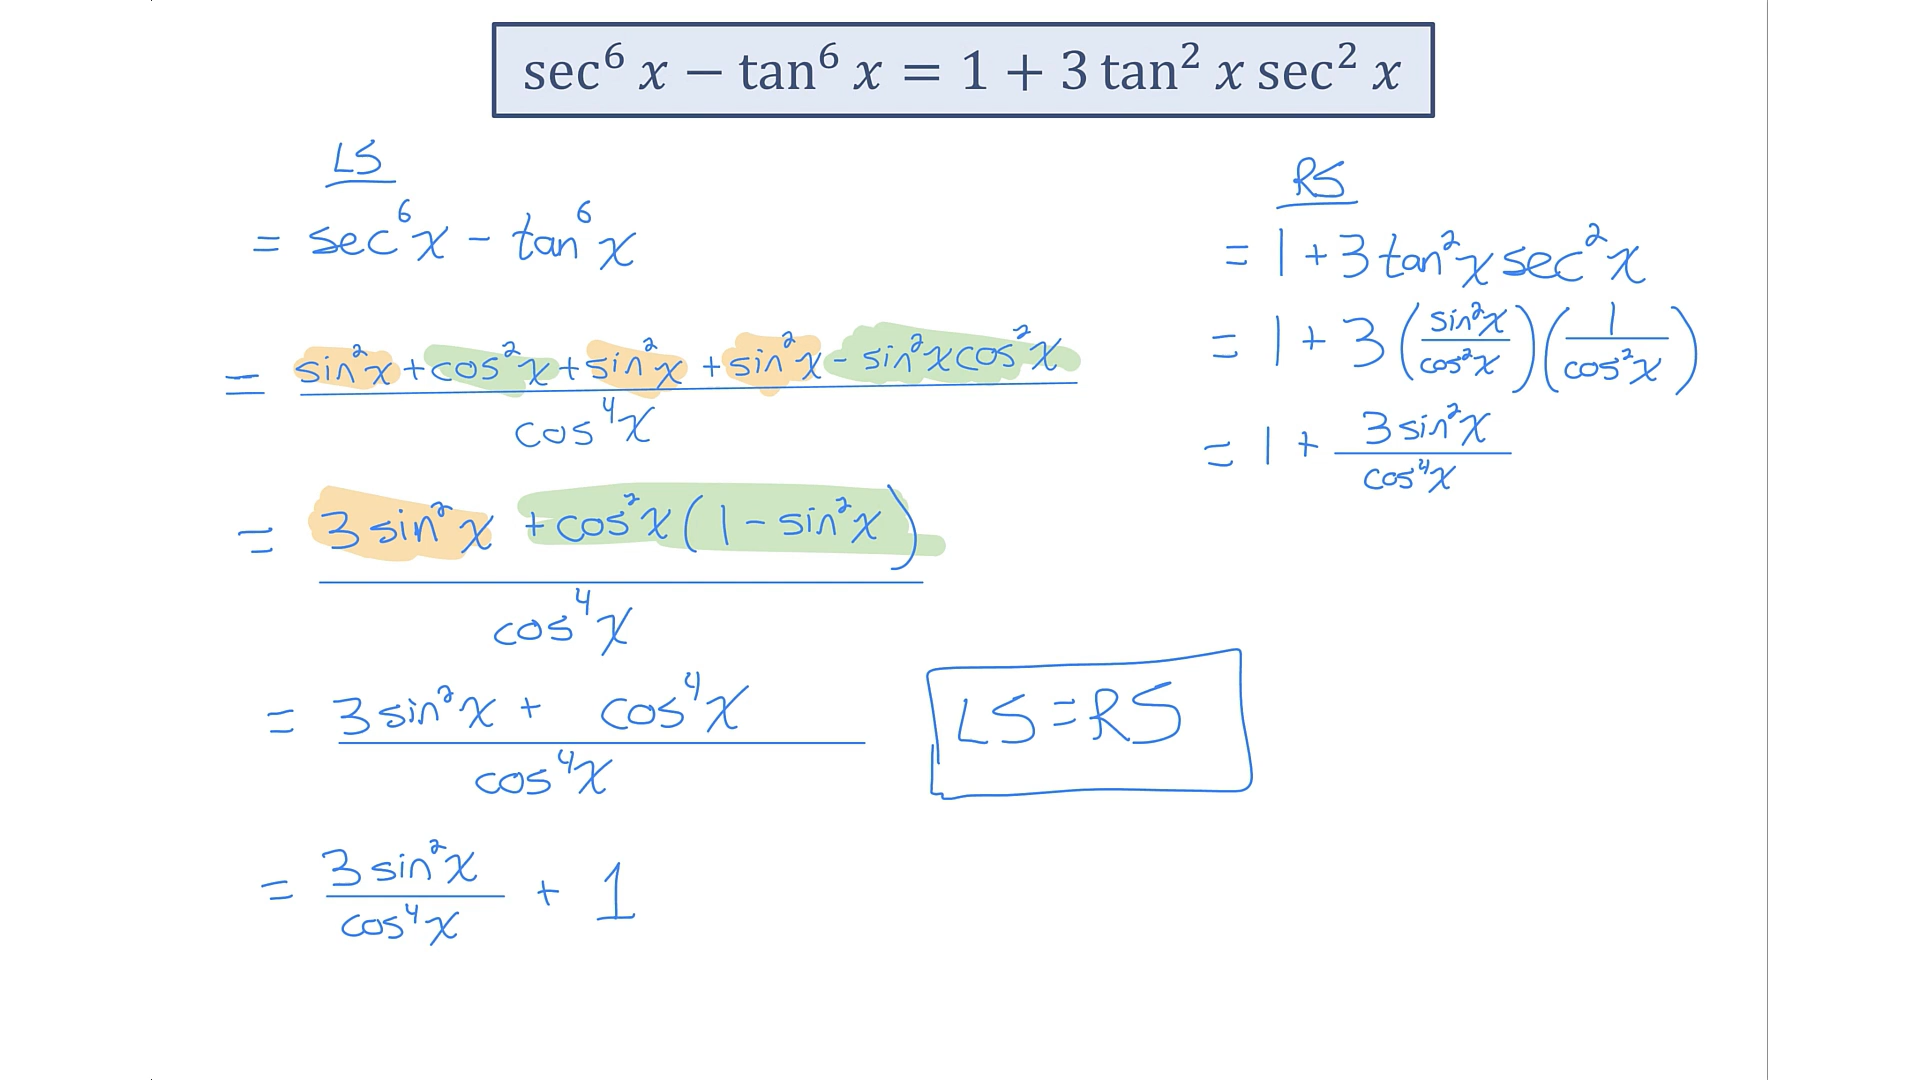 sec⁶ x − tan⁶ x = 1 + 3 tan² x sec² x
LS
= sec⁶x - tan⁶x
= (sin²x + cos²x + sin²x + sin²x - sin²x cos²x) / cos⁴x
= (3 sin²x + cos²x (1 - sin²x)) / cos⁴x
= (3 sin²x + cos⁴x) / cos⁴x
= 3 sin²x / cos⁴x + 1
RS
= 1 + 3 tan²x sec²x
= 1 + 3 (sin²x / cos²x) (1 / cos²x)
= 1 + 3 sin²x / cos⁴x
LS = RS